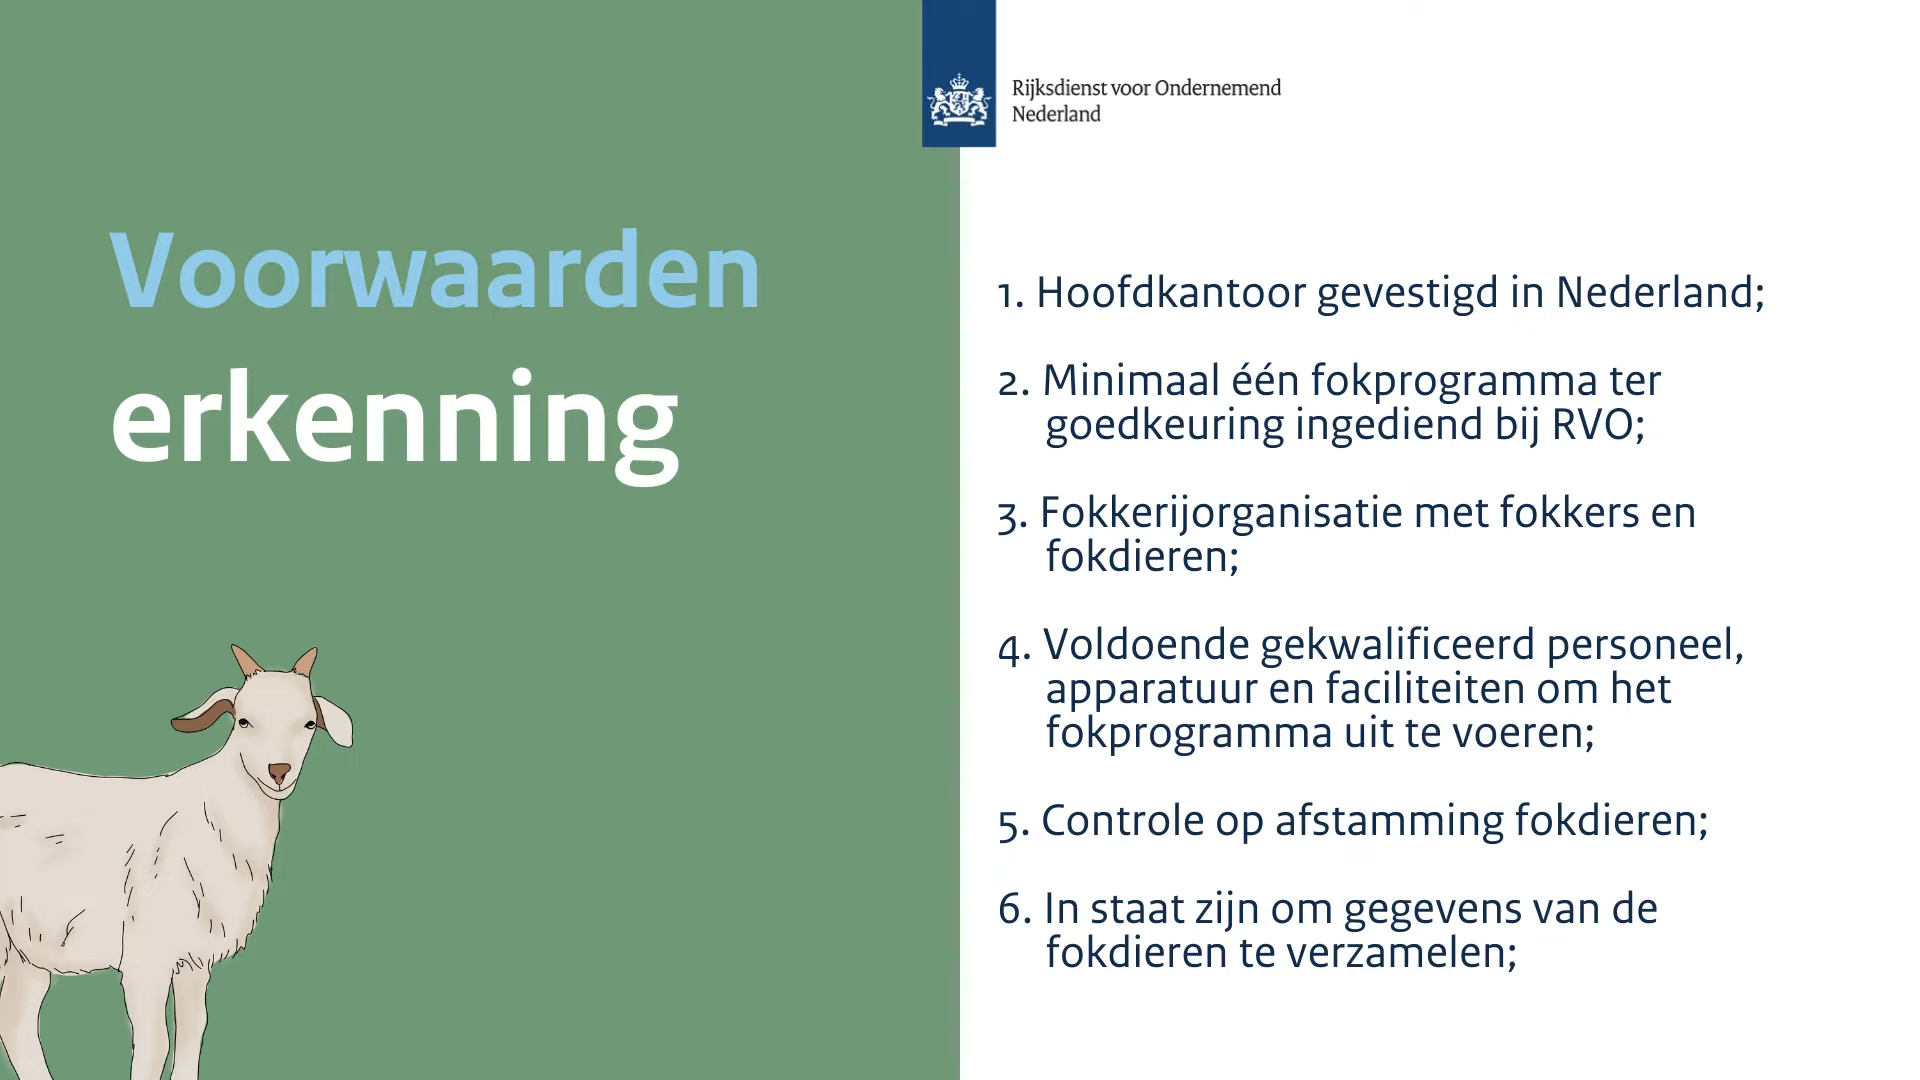 Rijksdienst voor Ondernemend
Nederland
Voorwaarden
erkenning
1. Hoofdkantoor gevestigd in Nederland;
2. Minimaal één fokprogramma ter
goedkeuring ingediend bij RVO;
3. Fokkerijorganisatie met fokkers en
fokdieren;
4. Voldoende gekwalificeerd personeel,
apparatuur en faciliteiten om het
fokprogramma uit te voeren;
5. Controle op afstamming fokdieren;
6. In staat zijn om gegevens van de
fokdieren te verzamelen;